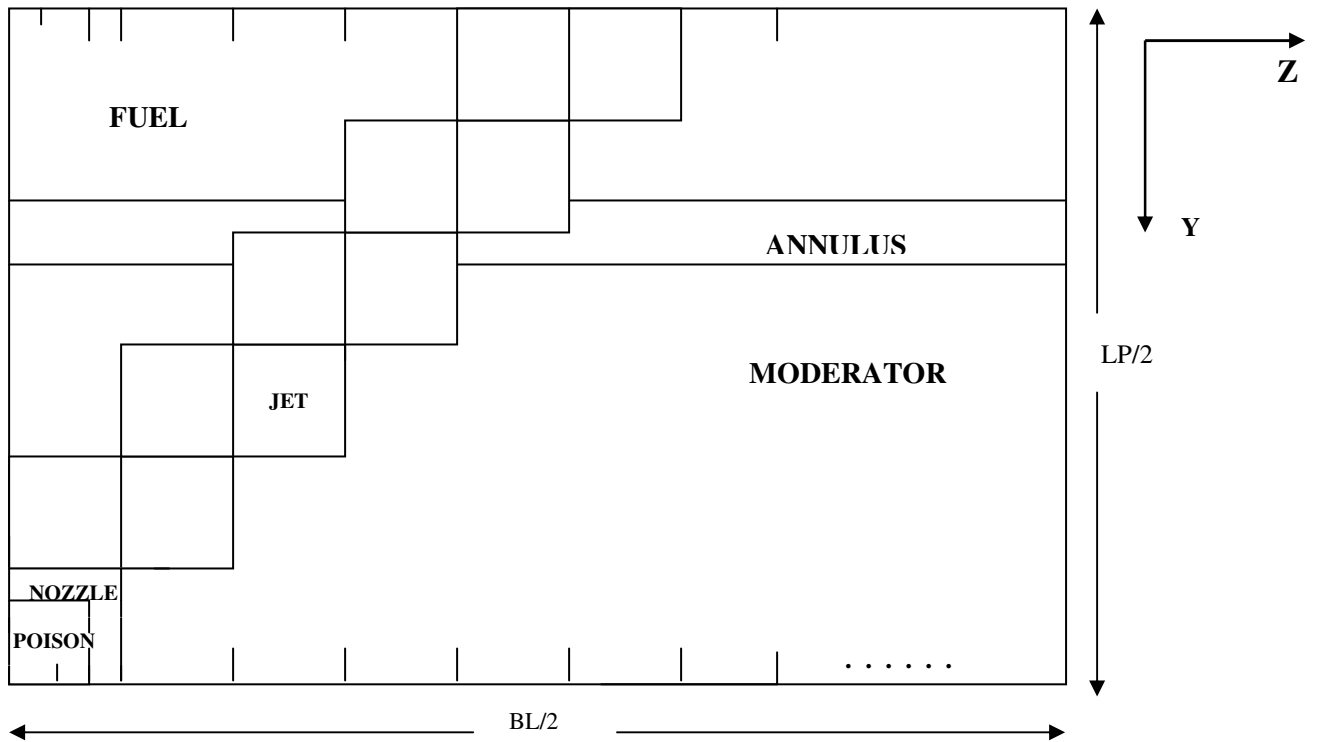 Z
FUEL
Y
ANNULUS
LP/2
MODERATOR
JET
NOZZLE
POISON
. . . . . .
BL/2